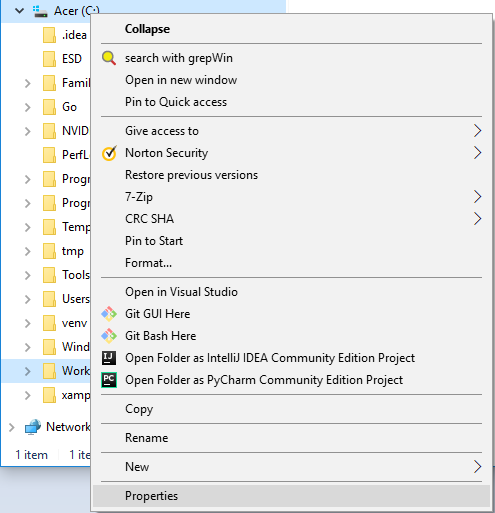 Acer (C:)
.idea
ESD
Famil
Go
NVID
PerfL
Progr
Progr
Temp
tmp
Tools
Users
venv
Wind
Work
xamp
Network
1 item
1 ite
Collapse
search with grepWin
Open in new window
Pin to Quick access
Give access to
Norton Security
Restore previous versions
7-Zip
CRC SHA
Pin to Start
Format...
Open in Visual Studio
Git GUI Here
Git Bash Here
IJ Open Folder as IntelliJ IDEA Community Edition Project
PC Open Folder as PyCharm Community Edition Project
Copy
Rename
New
Properties